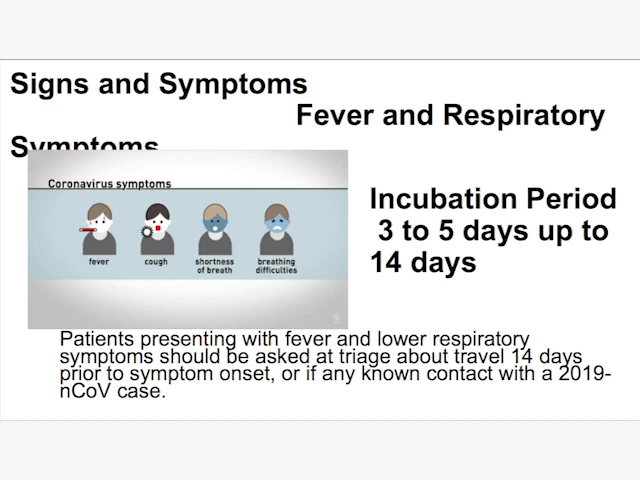 Signs and Symptoms
Fever and Respiratory
Symptoms
Coronavirus symptoms
fever
cough
shortness
of breath
breathing
difficulties
Incubation Period
3 to 5 days up to
14 days
Patients presenting with fever and lower respiratory
symptoms should be asked at triage about travel 14 days
prior to symptom onset, or if any known contact with a 2019-
nCoV case.